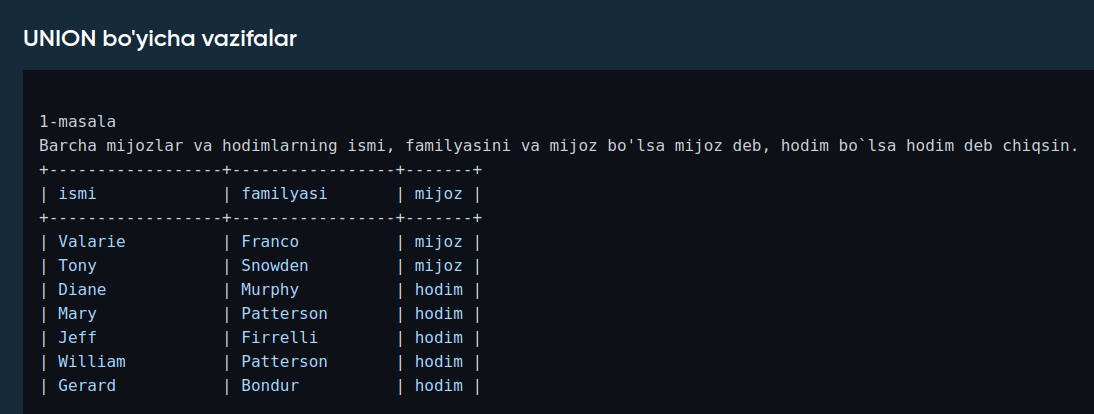 UNION bo'yicha vazifalar
1-masala
Barcha mijozlar va hodimlarning ismi, familyasini va mijoz bo'lsa mijoz deb, hodim bo`lsa hodim deb chiqsin.
+------------------+-----------------+-------+
| ismi             | familyasi       | mijoz |
+------------------+-----------------+-------+
| Valarie          | Franco          | mijoz |
| Tony             | Snowden         | mijoz |
| Diane            | Murphy          | hodim |
| Mary             | Patterson       | hodim |
| Jeff             | Firrelli        | hodim |
| William          | Patterson       | hodim |
| Gerard           | Bondur          | hodim |